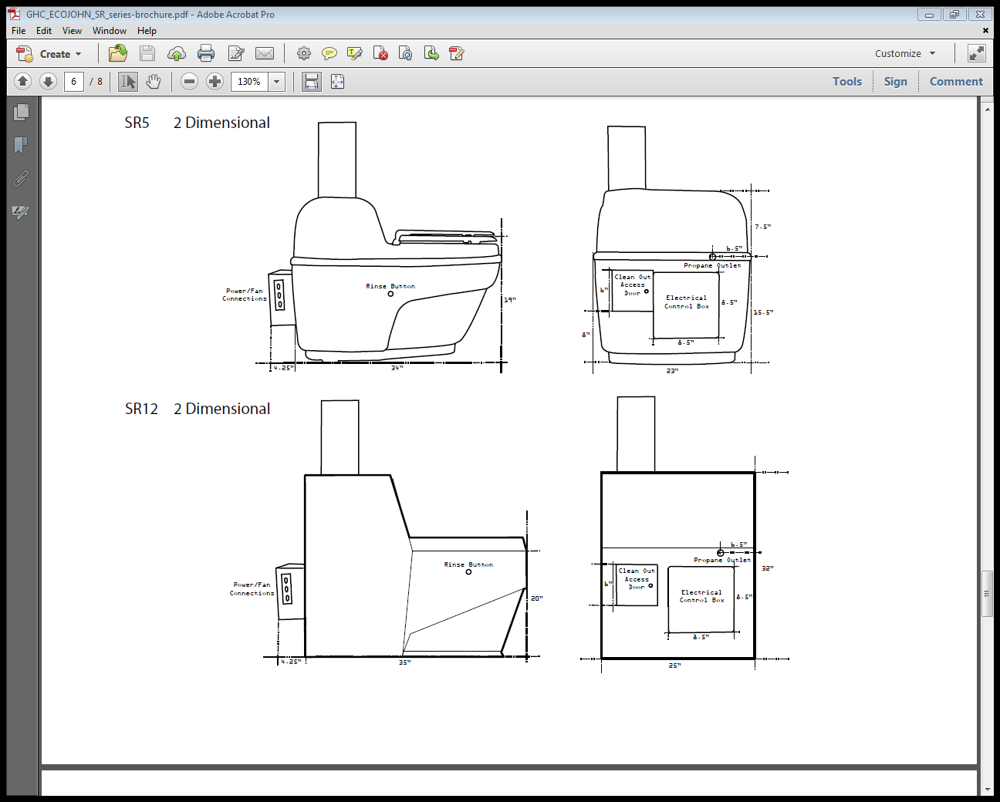 GHC_ECOJOHN_SR_series-brochure.pdf - Adobe Acrobat Pro
File Edit View Window Help
Create
Customize
6 / 8
130%
Tools Sign Comment
SR5 2 Dimensional
7.5"
6.5"
Propane Outlet
Power/Fan
Connections
Rinse Button
19"
Clean Out
Access
Door
6"
Electrical
Control Box
8.5"
15.5"
8"
8.5"
4.25"
34"
23"
SR12 2 Dimensional
6.5"
Propane Outlet
Rinse Button
32"
Power/Fan
Connections
Clean Out
Access
Door
6"
Electrical
Control Box
8.5"
20"
8.5"
4.25"
35"
25"